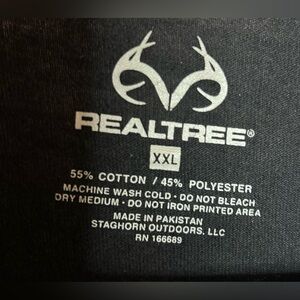 REALTREE®
XXL
55% COTTON / 45% POLYESTER
MACHINE WASH COLD • DO NOT BLEACH
DRY MEDIUM • DO NOT IRON PRINTED AREA
MADE IN PAKISTAN
STAGHORN OUTDOORS, LLC
RN 166689